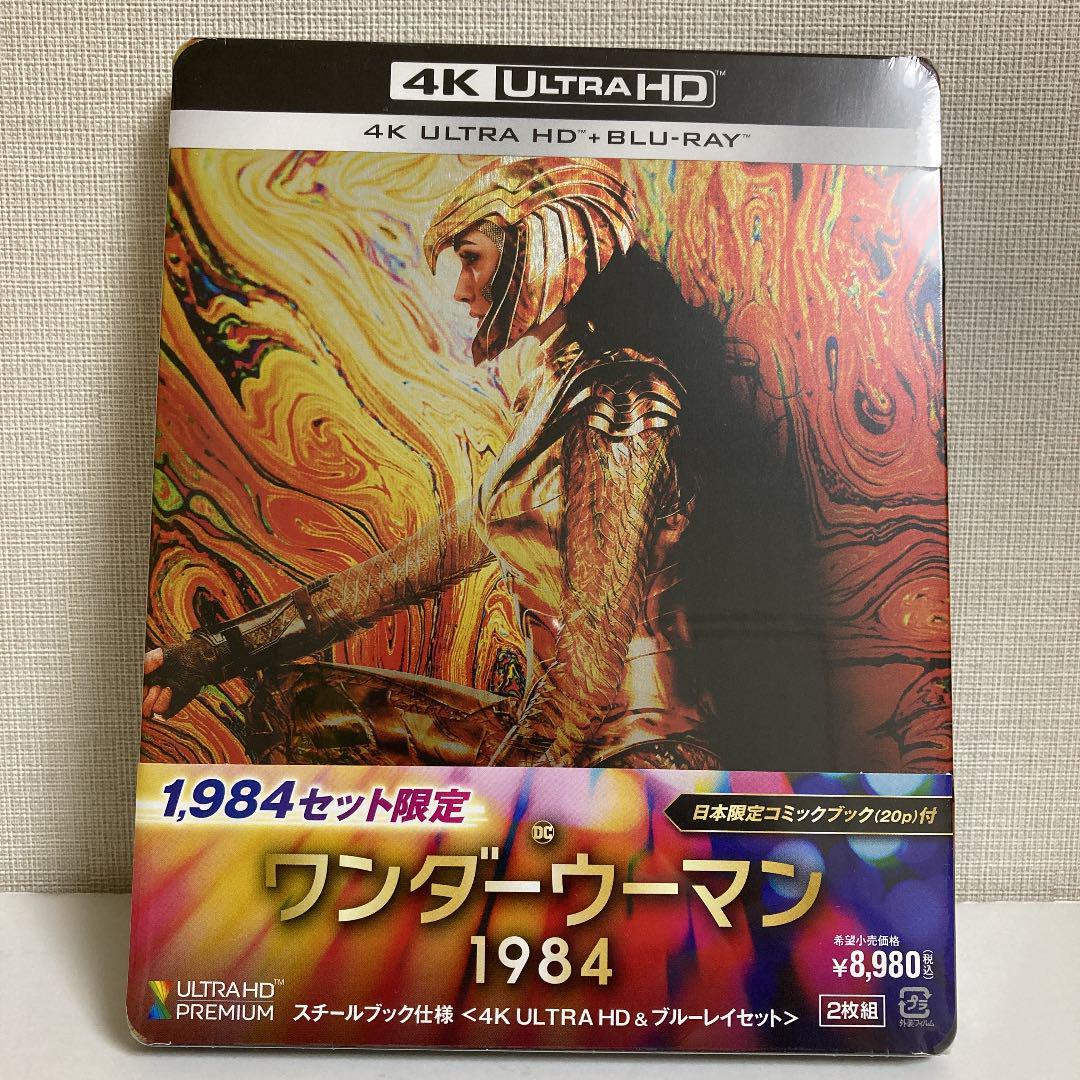 4K ULTRA HD™
4K ULTRA HD™+BLU-RAY™
1,984セット限定
日本限定コミックブック(20p)付
DC
ワンダーウーマン
1984
希望小売価格
¥8,980(税込)
ULTRA HD™
PREMIUM
スチールブック仕様 <4K ULTRA HD & ブルーレイセット>
2枚組
プラ
外装フィルム